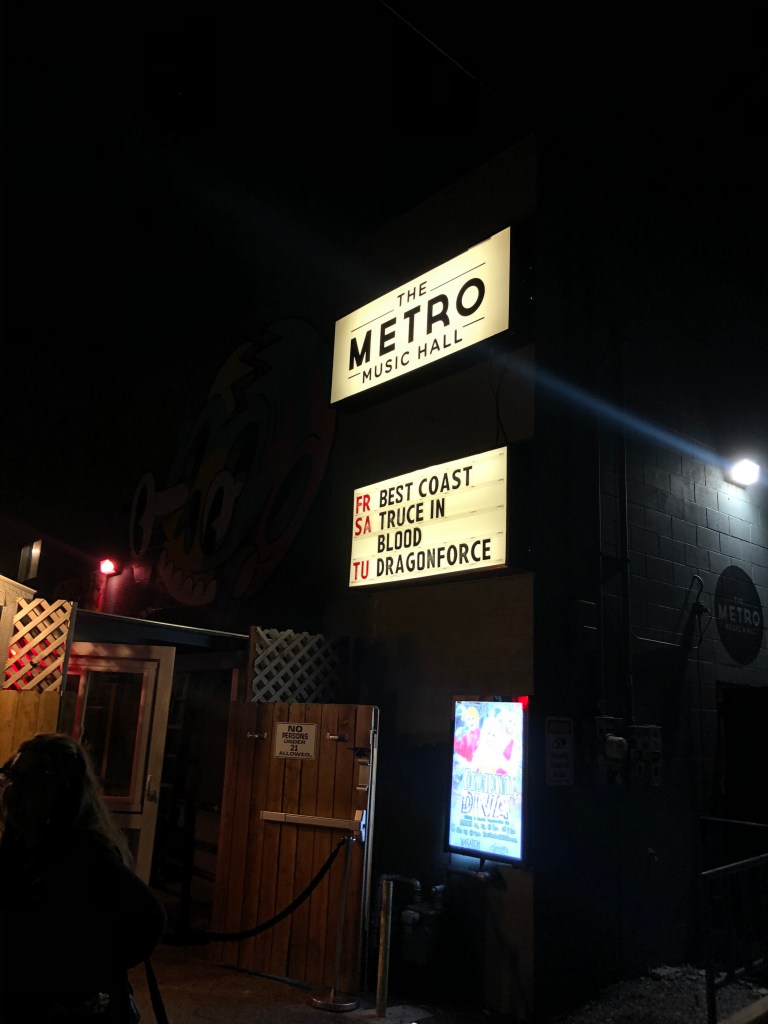 THE
METRO
MUSIC HALL
FR BEST COAST
SA TRUCE IN
BLOOD
TU DRAGONFORCE
NO
PERSONS
UNDER
21
ALLOWED.
THE
METRO
MUSIC HALL